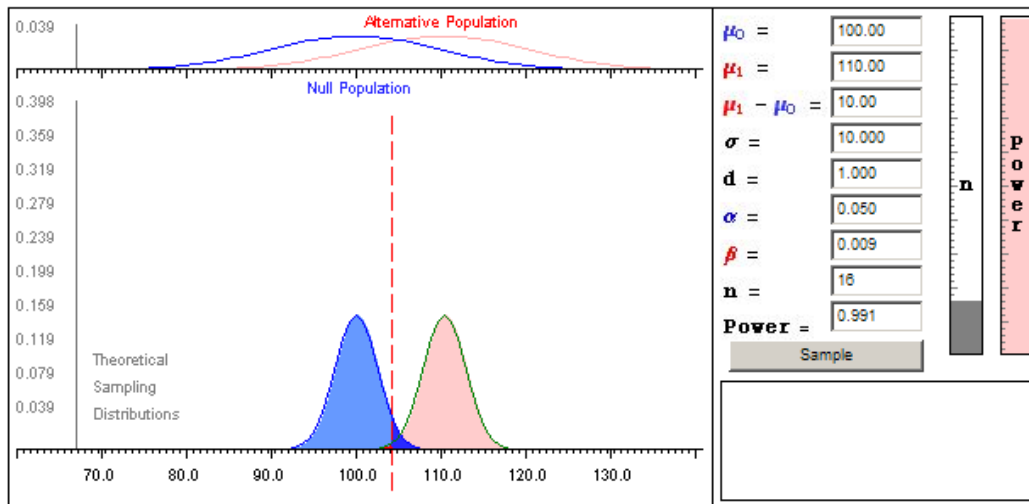 0.039
Alternative Population
Null Population
0.398
0.359
0.319
0.279
0.239
0.199
0.159
0.119
0.079
0.039
Theoretical
Sampling
Distributions
70.0 80.0 90.0 100.0 110.0 120.0 130.0
μ0 = 100.00
μ1 = 110.00
μ1 - μ0 = 10.00
σ = 10.000
d = 1.000
α = 0.050
β = 0.009
n = 16
Power = 0.991
Sample
n
Power